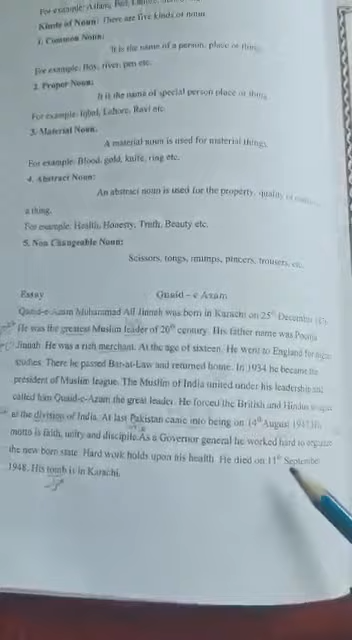 For example: Aslam, Boy, Lahore,
Kinds of Noun: There are five kinds of noun
1. Common Noun:
It is the name of a person, place or thing
For example: Boy, river, pen etc.
2. Proper Noun:
It is the name of special person place or thing
For example: Iqbal, Lahore, Ravi etc.
3. Material Noun.
A material noun is used for material things
For example: Blood, gold, knife, ring etc.
4. Abstract Noun:
An abstract noun is used for the property, quality of
a thing.
For example: Health, Honesty, Truth, Beauty etc.
5. Non Changeable Noun:
Scissors, tongs, mumps, pincers, trousers, etc.
Essay Quaid-e Azam
Quaid-e-Azam Muhammad Ali Jinnah was born in Karachi on 25th December
He was the greatest Muslim leader of 20th century. His father name was Poonja
Jinnah. He was a rich merchant. At the age of sixteen. He went to England for
studies. There he passed Bar-at-Law and returned home. In 1934 he became the
president of Muslim league. The Muslim of India united under his leadership and
called him Quaid-e-Azam the great leader. He forced the British and Hindus
to the division of India. At last Pakistan came into being on 14th August 1947
motto is faith, unity and disciple. As a Governor general he worked hard to
the new born state. Hard work holds upon his health. He died on 11th September
1948. His tomb is in Karachi.